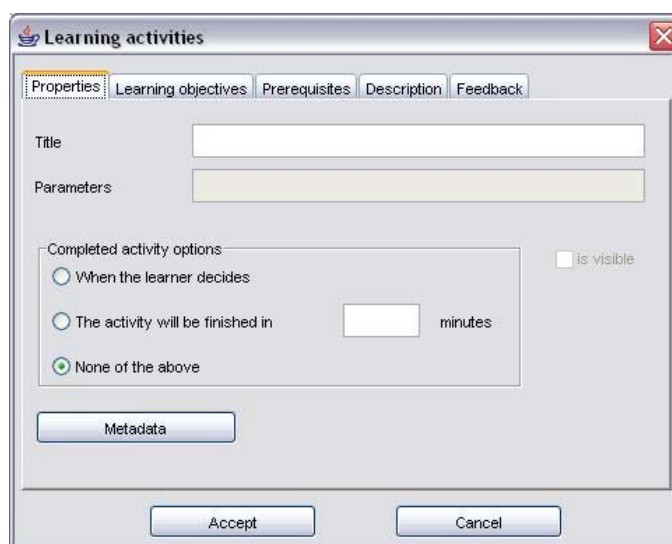 Learning activities
Properties Learning objectives Prerequisites Description Feedback
Title
Parameters
Completed activity options
is visible
When the learner decides
The activity will be finished in minutes
None of the above
Metadata
Accept Cancel